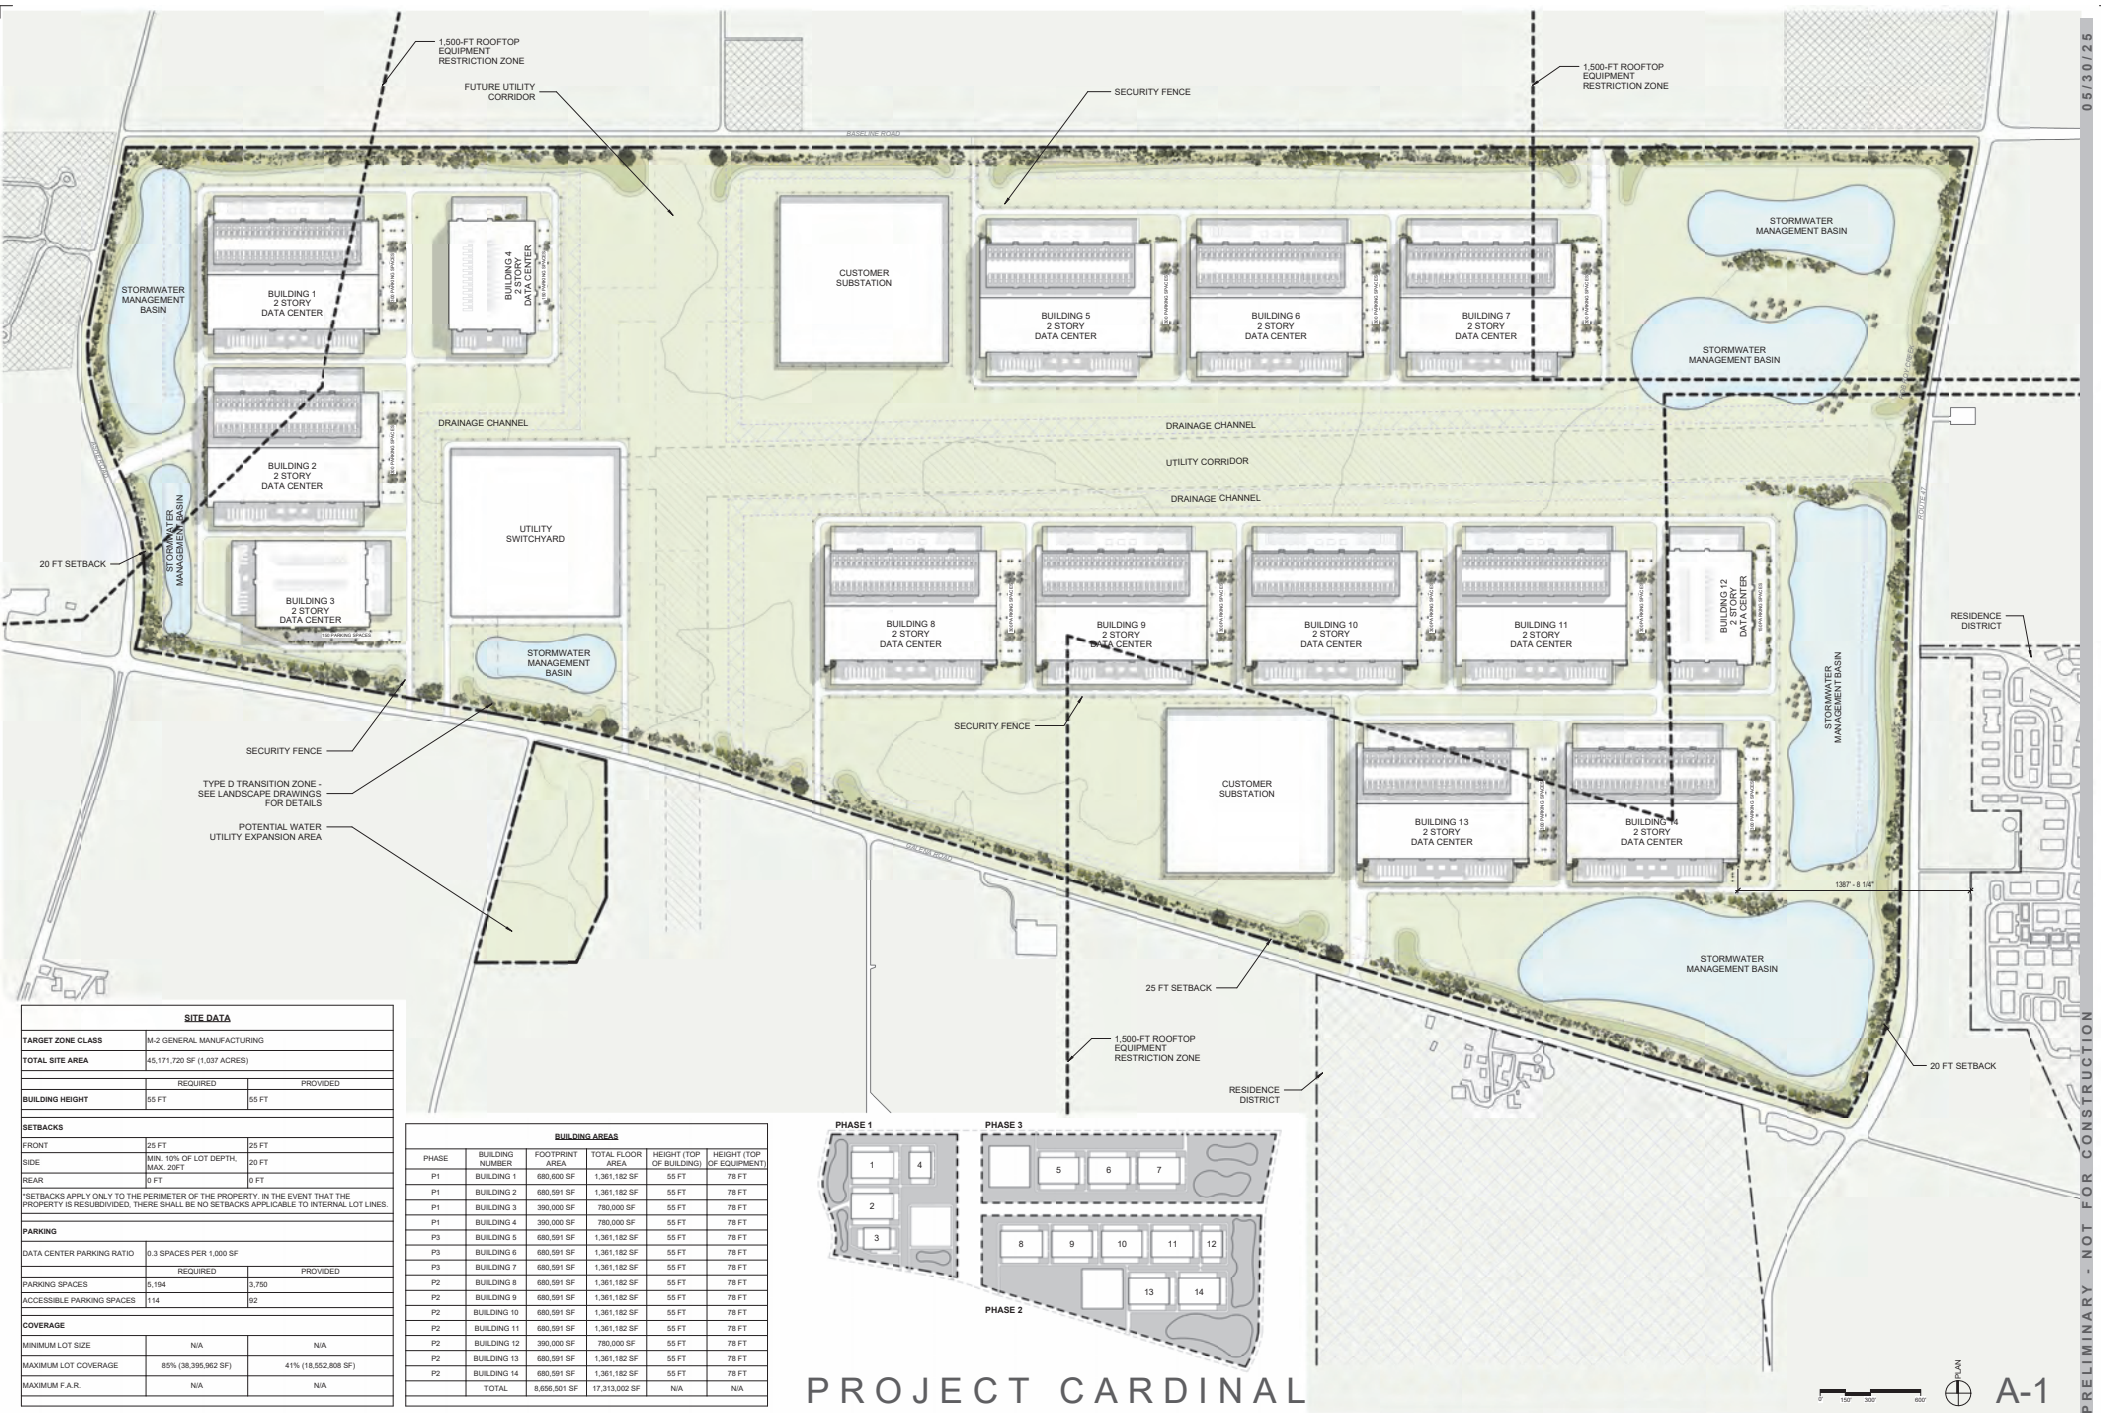 05/30/25
1,500-FT ROOFTOP
EQUIPMENT
RESTRICTION ZONE
FUTURE UTILITY
CORRIDOR
SECURITY FENCE
1,500-FT ROOFTOP
EQUIPMENT
RESTRICTION ZONE
BASELINE ROAD
STORMWATER
MANAGEMENT
BASIN
BUILDING 1
2 STORY
DATA CENTER
BUILDING 4
2 STORY
DATA CENTER
CUSTOMER
SUBSTATION
BUILDING 5
2 STORY
DATA CENTER
100 PARKING SPACES
BUILDING 6
2 STORY
DATA CENTER
BUILDING 7
2 STORY
DATA CENTER
STORMWATER
MANAGEMENT BASIN
STORMWATER
MANAGEMENT BASIN
DRAINAGE CHANNEL
DRAINAGE CHANNEL
UTILITY CORRIDOR
DRAINAGE CHANNEL
ROUTE 47
BUILDING 2
2 STORY
DATA CENTER
UTILITY
SWITCHYARD
20 FT SETBACK
STORMWATER
MANAGEMENT BASIN
BUILDING 3
2 STORY
DATA CENTER
100 PARKING SPACES
STORMWATER
MANAGEMENT
BASIN
BUILDING 8
2 STORY
DATA CENTER
BUILDING 9
2 STORY
DATA CENTER
BUILDING 10
2 STORY
DATA CENTER
BUILDING 11
2 STORY
DATA CENTER
BUILDING 12
2 STORY
DATA CENTER
STORMWATER
MANAGEMENT BASIN
RESIDENCE
DISTRICT
SECURITY FENCE
SECURITY FENCE
TYPE D TRANSITION ZONE -
SEE LANDSCAPE DRAWINGS
FOR DETAILS
POTENTIAL WATER
UTILITY EXPANSION AREA
CUSTOMER
SUBSTATION
BUILDING 13
2 STORY
DATA CENTER
BUILDING 14
2 STORY
DATA CENTER
GALENA ROAD
1387' - 8 1/4"
STORMWATER
MANAGEMENT BASIN
25 FT SETBACK
1,500-FT ROOFTOP
EQUIPMENT
RESTRICTION ZONE
RESIDENCE
DISTRICT
20 FT SETBACK
SITE DATA
TARGET ZONE CLASS M-2 GENERAL MANUFACTURING
TOTAL SITE AREA 45,171,720 SF (1,037 ACRES)
REQUIRED PROVIDED
BUILDING HEIGHT 55 FT 55 FT
SETBACKS
FRONT 25 FT 25 FT
SIDE MIN. 10% OF LOT DEPTH, MAX. 20FT 20 FT
REAR 0 FT 0 FT
*SETBACKS APPLY ONLY TO THE PERIMETER OF THE PROPERTY. IN THE EVENT THAT THE
PROPERTY IS RESUBDIVIDED, THERE SHALL BE NO SETBACKS APPLICABLE TO INTERNAL LOT LINES.
PARKING
DATA CENTER PARKING RATIO 0.3 SPACES PER 1,000 SF
REQUIRED PROVIDED
PARKING SPACES 5,194 3,750
ACCESSIBLE PARKING SPACES 114 92
COVERAGE
MINIMUM LOT SIZE N/A N/A
MAXIMUM LOT COVERAGE 85% (38,395,962 SF) 41% (18,552,808 SF)
MAXIMUM F.A.R. N/A N/A
BUILDING AREAS
PHASE BUILDING NUMBER FOOTPRINT AREA TOTAL FLOOR AREA HEIGHT (TOP OF BUILDING) HEIGHT (TOP OF EQUIPMENT)
P1 BUILDING 1 680,600 SF 1,361,182 SF 55 FT 78 FT
P1 BUILDING 2 680,591 SF 1,361,182 SF 55 FT 78 FT
P1 BUILDING 3 390,000 SF 780,000 SF 55 FT 78 FT
P1 BUILDING 4 390,000 SF 780,000 SF 55 FT 78 FT
P3 BUILDING 5 680,591 SF 1,361,182 SF 55 FT 78 FT
P3 BUILDING 6 680,591 SF 1,361,182 SF 55 FT 78 FT
P3 BUILDING 7 680,591 SF 1,361,182 SF 55 FT 78 FT
P2 BUILDING 8 680,591 SF 1,361,182 SF 55 FT 78 FT
P2 BUILDING 9 680,591 SF 1,361,182 SF 55 FT 78 FT
P2 BUILDING 10 680,591 SF 1,361,182 SF 55 FT 78 FT
P2 BUILDING 11 680,591 SF 1,361,182 SF 55 FT 78 FT
P2 BUILDING 12 390,000 SF 780,000 SF 55 FT 78 FT
P2 BUILDING 13 680,591 SF 1,361,182 SF 55 FT 78 FT
P2 BUILDING 14 680,591 SF 1,361,182 SF 55 FT 78 FT
TOTAL 8,656,501 SF 17,313,002 SF N/A N/A
PHASE 1
1
4
2
3
PHASE 3
5
6
7
8
9
10
11
12
13
14
PHASE 2
PROJECT CARDINAL
0' 150' 300' 600'
PLAN
A-1
PRELIMINARY - NOT FOR CONSTRUCTION